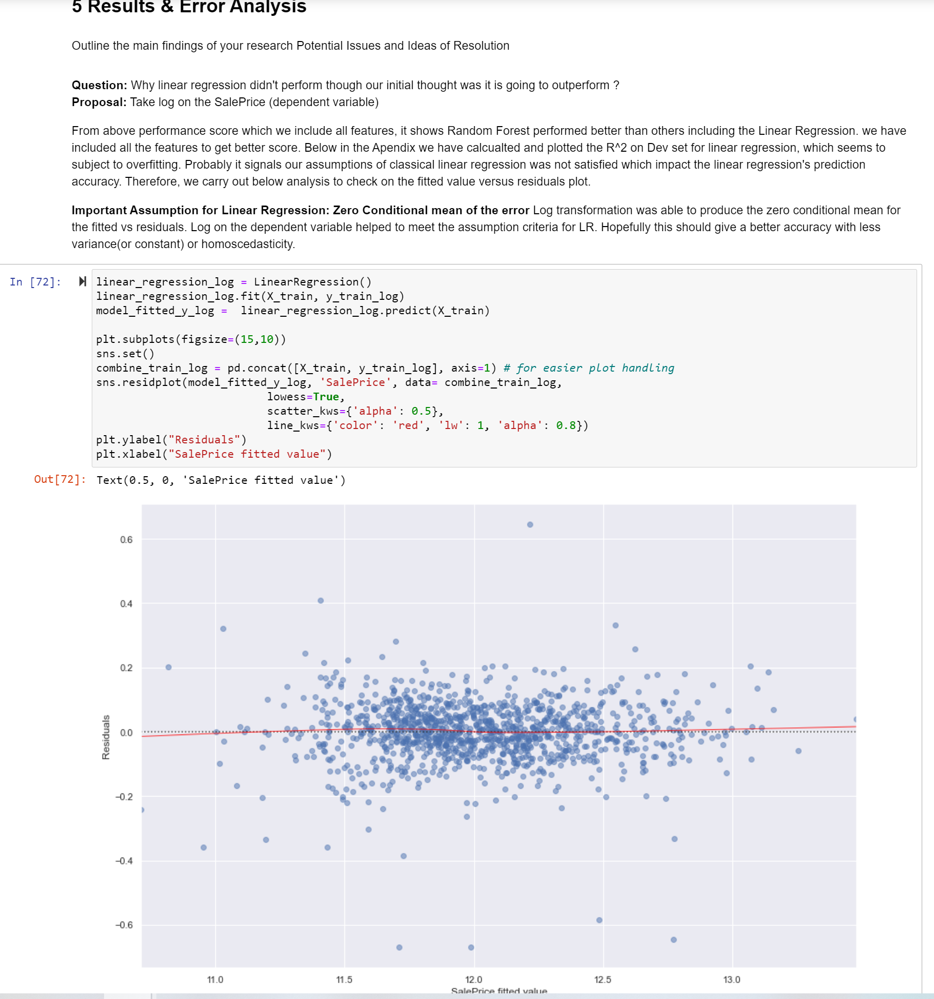 5 Results & Error Analysis
Outline the main findings of your research Potential Issues and Ideas of Resolution
Question: Why linear regression didn't perform though our initial thought was it is going to outperform ?
Proposal: Take log on the SalePrice (dependent variable)
From above performance score which we include all features, it shows Random Forest performed better than others including the Linear Regression. we have
included all the features to get better score. Below in the Apendix we have calcualted and plotted the R^2 on Dev set for linear regression, which seems to
subject to overfitting. Probably it signals our assumptions of classical linear regression was not satisfied which impact the linear regression's prediction
accuracy. Therefore, we carry out below analysis to check on the fitted value versus residuals plot.
Important Assumption for Linear Regression: Zero Conditional mean of the error Log transformation was able to produce the zero conditional mean for
the fitted vs residuals. Log on the dependent variable helped to meet the assumption criteria for LR. Hopefully this should give a better accuracy with less
variance(or constant) or homoscedasticity.
In [72]:
linear_regression_log = LinearRegression()
linear_regression_log.fit(X_train, y_train_log)
model_fitted_y_log =  linear_regression_log.predict(X_train)
plt.subplots(figsize=(15,10))
sns.set()
combine_train_log = pd.concat([X_train, y_train_log], axis=1) # for easier plot handling
sns.residplot(model_fitted_y_log, 'SalePrice', data= combine_train_log,
lowess=True,
scatter_kws={'alpha': 0.5},
line_kws={'color': 'red', 'lw': 1, 'alpha': 0.8})
plt.ylabel("Residuals")
plt.xlabel("SalePrice fitted value")
Out[72]: Text(0.5, 0, 'SalePrice fitted value')
0.6
0.4
0.2
0.0
−0.2
−0.4
−0.6
Residuals
11.0 11.5 12.0 12.5 13.0
SalePrice fitted value